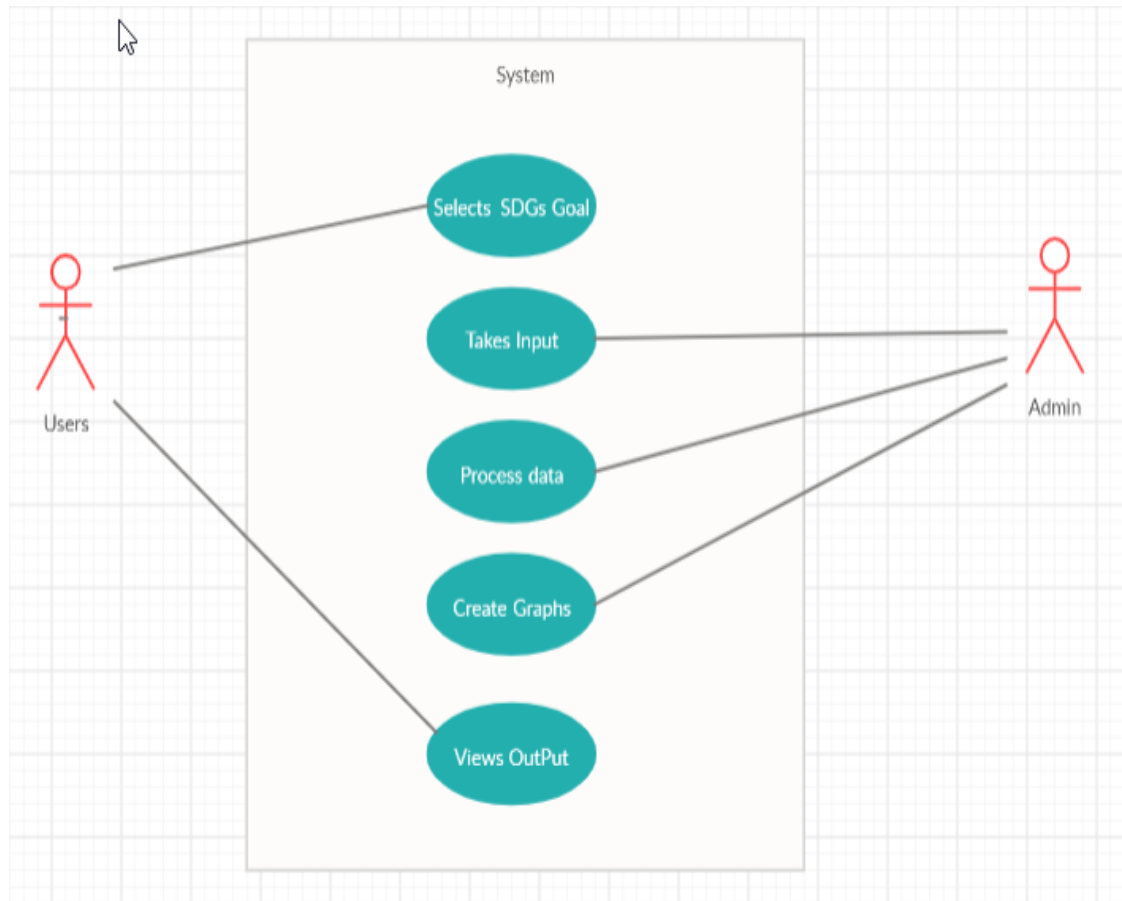 System
Selects SDGs Goal
Takes Input
Process data
Create Graphs
Views OutPut
Users
Admin